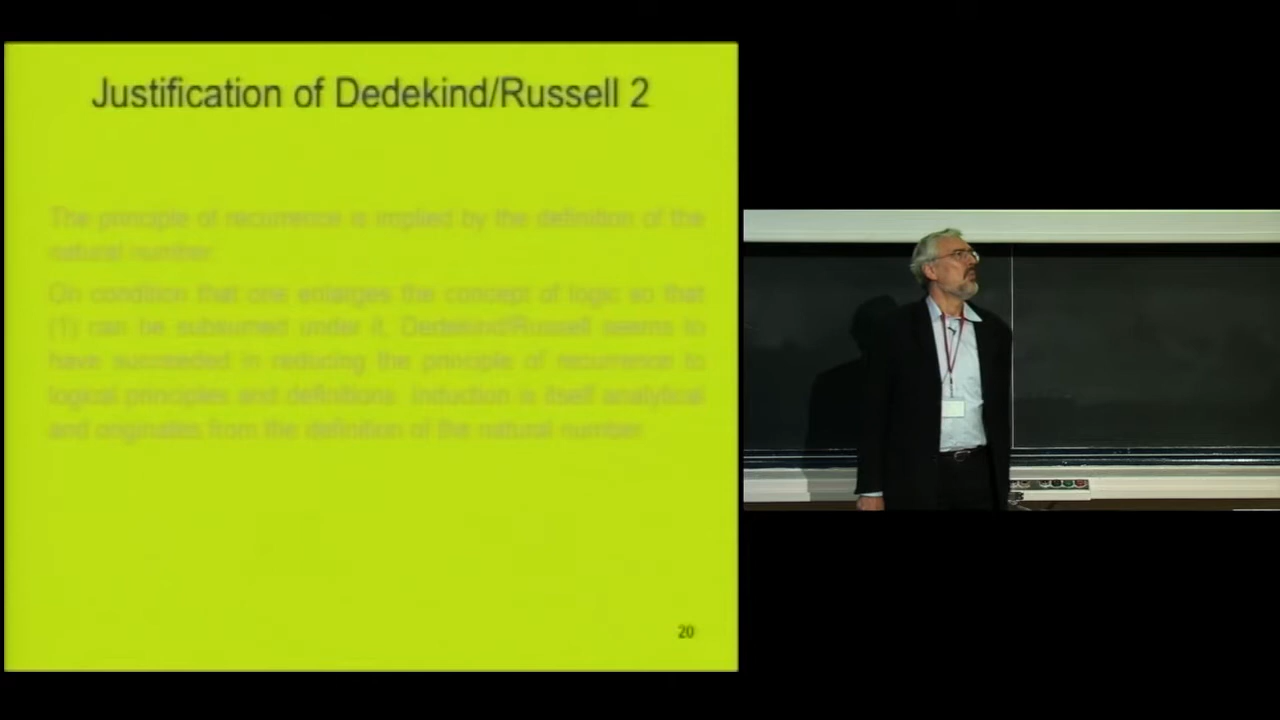 Justification of Dedekind/Russell 2
The principle of recurrence is implied by the definition of the
natural number.
On condition that one enlarges the concept of logic so that
(1) can be subsumed under it, Dedekind/Russell seems to
have succeeded in reducing the principle of recurrence to
logical principles and definitions. Induction is itself analytical
and originates from the definition of the natural number.
20